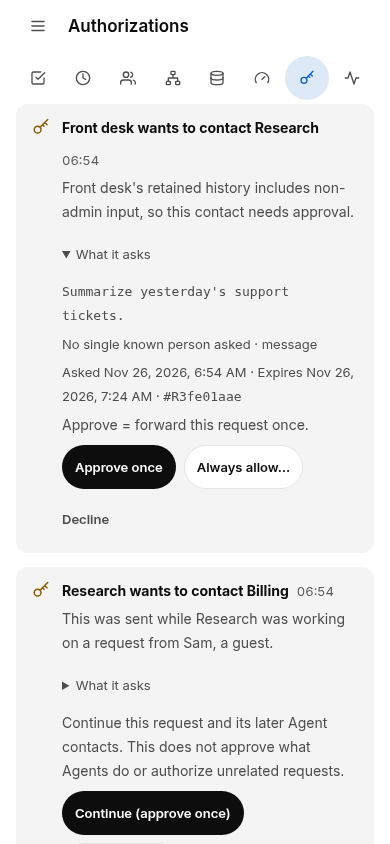 Authorizations
Front desk wants to contact Research
06:54
Front desk's retained history includes non-
admin input, so this contact needs approval.
▼ What it asks
Summarize yesterday's support
tickets.
No single known person asked · message
Asked Nov 26, 2026, 6:54 AM · Expires Nov 26,
2026, 7:24 AM · #R3fe01aae
Approve = forward this request once.
Approve once
Always allow...
Decline
Research wants to contact Billing 06:54
This was sent while Research was working
on a request from Sam, a guest.
▶ What it asks
Continue this request and its later Agent
contacts. This does not approve what
Agents do or authorize unrelated requests.
Continue (approve once)